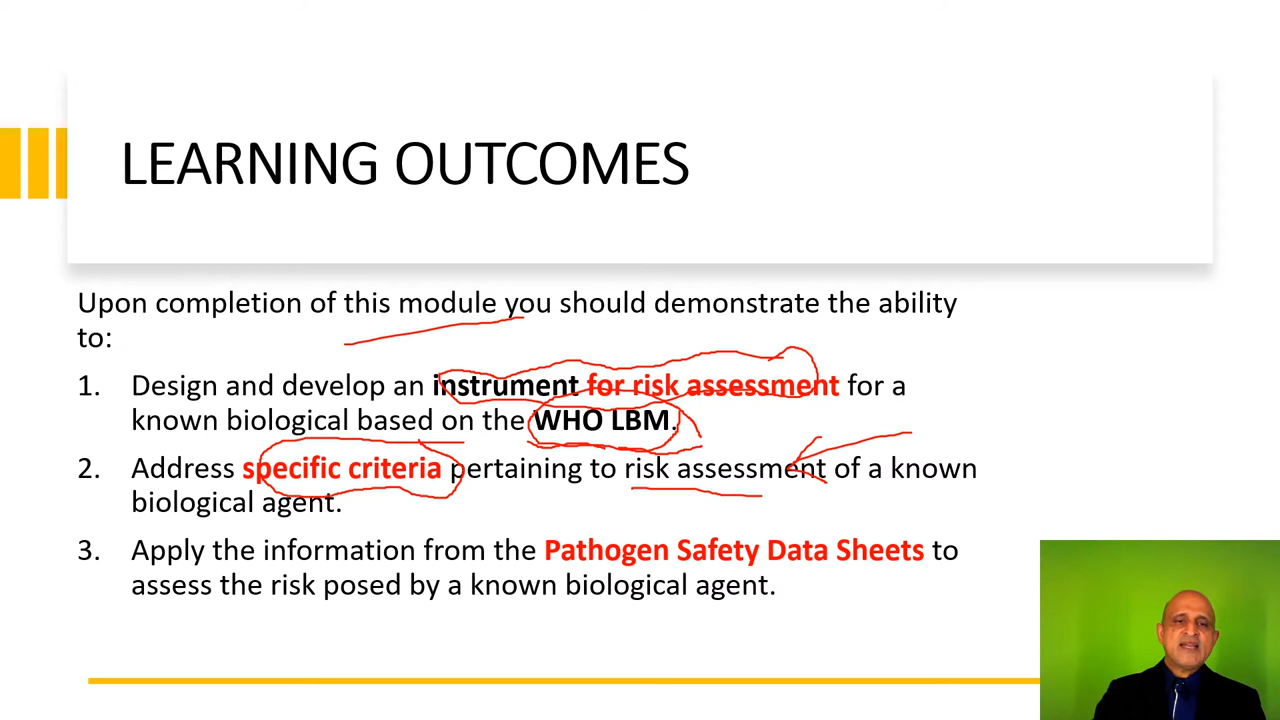 LEARNING OUTCOMES
Upon completion of this module you should demonstrate the ability
to:
1. Design and develop an instrument for risk assessment for a
known biological based on the WHO LBM.
2. Address specific criteria pertaining to risk assessment of a known
biological agent.
3. Apply the information from the Pathogen Safety Data Sheets to
assess the risk posed by a known biological agent.